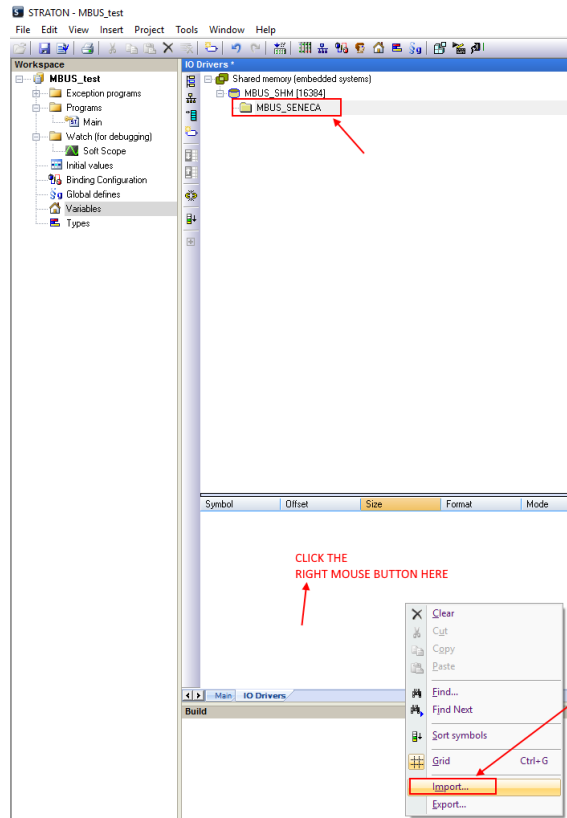 STRATON - MBUS_test
File Edit View Insert Project Tools Window Help
Workspace
MBUS_test
Exception programs
Programs
Main
Watch (for debugging)
Soft Scope
Initial values
Binding Configuration
Global defines
Variables
Types
IO Drivers *
Shared memory (embedded systems)
MBUS_SHM [16384]
MBUS_SENECA
Symbol Offset Size Format Mode
CLICK THE
RIGHT MOUSE BUTTON HERE
Clear
Cut
Copy
Paste
Find...
Find Next
Sort symbols
Grid Ctrl+G
Import...
Export...
Main IO Drivers
Build